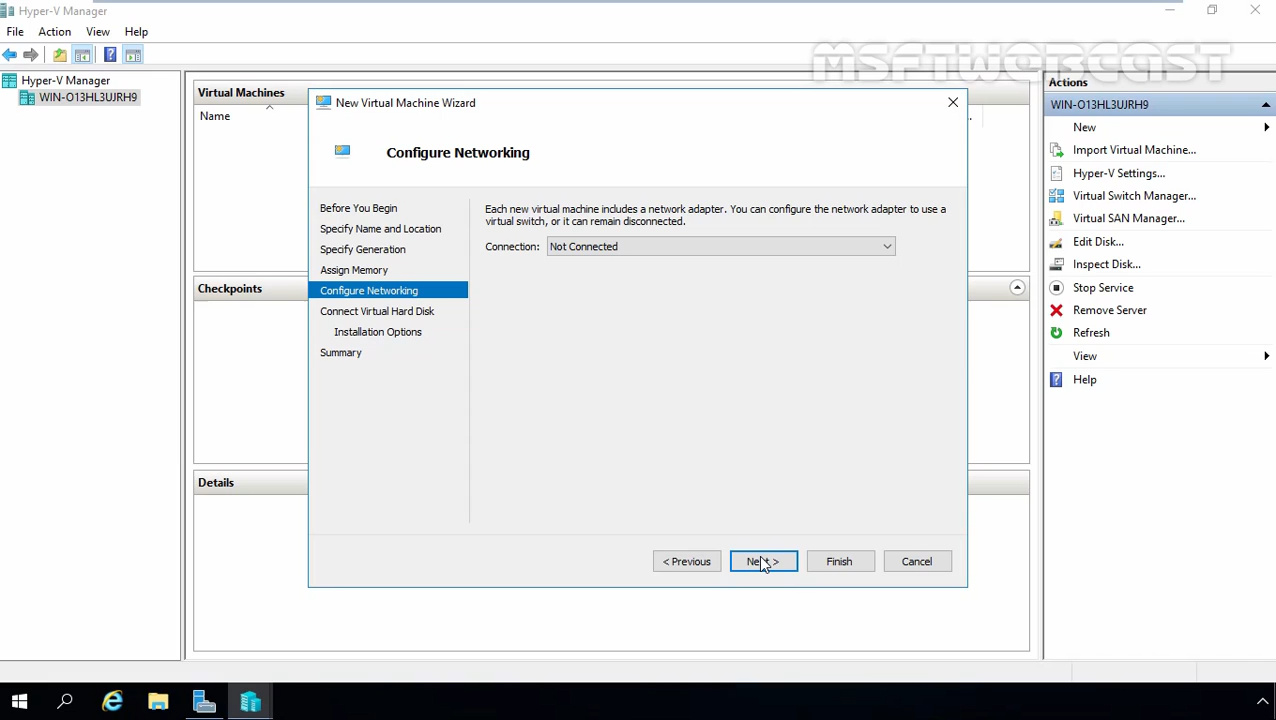 Hyper-V Manager
File Action View Help
MSFTWEBCAST
Hyper-V Manager
WIN-O13HL3UJRH9
Virtual Machines
Name
Checkpoints
Details
New Virtual Machine Wizard
Configure Networking
Before You Begin
Specify Name and Location
Specify Generation
Assign Memory
Configure Networking
Connect Virtual Hard Disk
Installation Options
Summary
Each new virtual machine includes a network adapter. You can configure the network adapter to use a
virtual switch, or it can remain disconnected.
Connection: Not Connected
< Previous Next > Finish Cancel
Actions
WIN-O13HL3UJRH9
New
Import Virtual Machine...
Hyper-V Settings...
Virtual Switch Manager...
Virtual SAN Manager...
Edit Disk...
Inspect Disk...
Stop Service
Remove Server
Refresh
View
Help